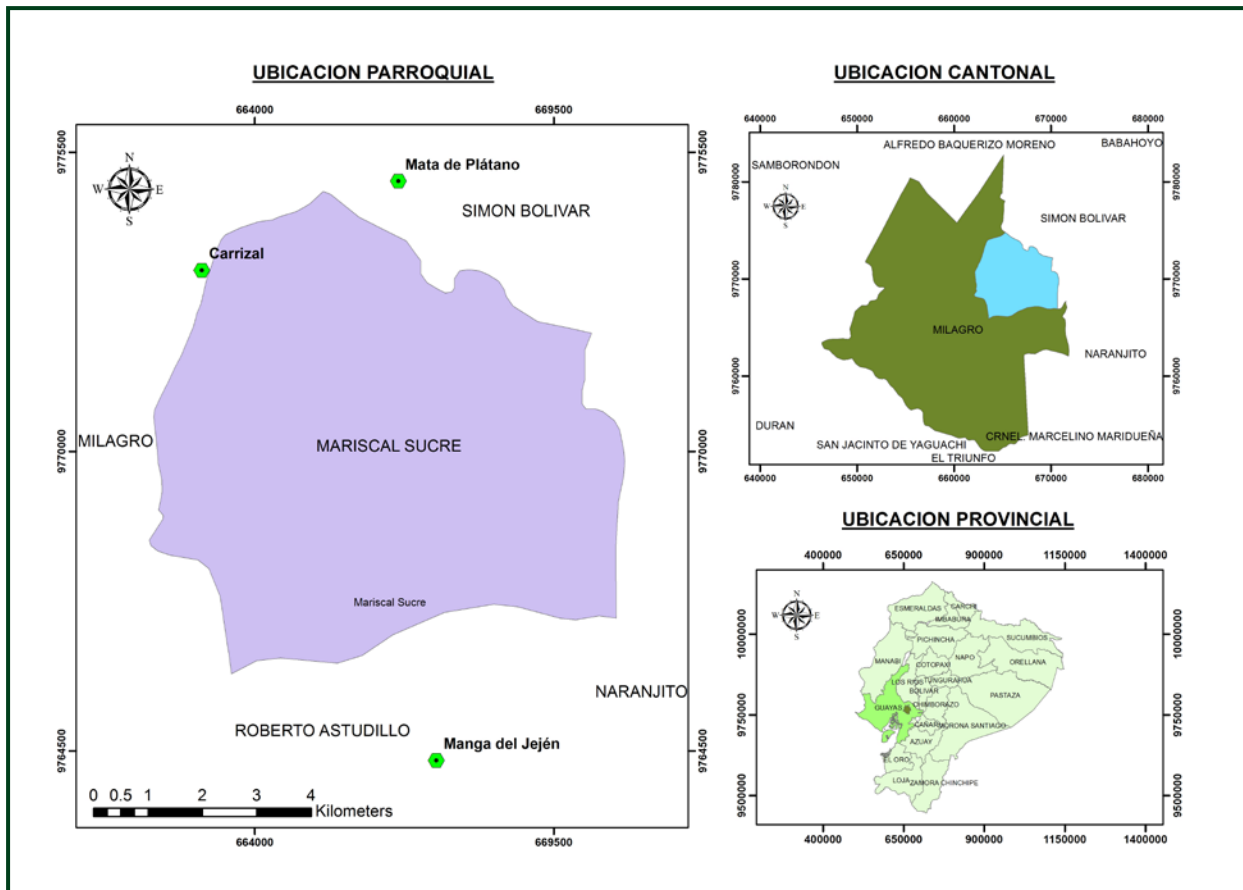 UBICACION PARROQUIAL
664000 669500
9775500 9775500
N
W E
S
Mata de Plátano
SIMON BOLIVAR
Carrizal
MILAGRO
MARISCAL SUCRE
9770000 9770000
Mariscal Sucre
NARANJITO
ROBERTO ASTUDILLO
Manga del Jején
9764500 9764500
0 0.5 1 2 3 4
Kilometers
664000 669500
UBICACION CANTONAL
640000 650000 660000 670000 680000
ALFREDO BAQUERIZO MORENO
BABAHOYO
SAMBORONDON
9780000 9780000
N
W E
S
SIMON BOLIVAR
9770000 9770000
MILAGRO
NARANJITO
9760000 9760000
DURAN
CRNEL. MARCELINO MARIDUEÑA
SAN JACINTO DE YAGUACHI
EL TRIUNFO
640000 650000 660000 670000 680000
UBICACION PROVINCIAL
400000 650000 900000 1150000 1400000
N
W E
S
ESMERALDAS
CARCHI
IMBABURA
10000000 10000000
PICHINCHA
SUCUMBIOS
MANABI
COTOPAXI
NAPO
ORELLANA
LOS RIOS
TUNGURAHUA
BOLIVAR
PASTAZA
GUAYAS
CHIMBORAZO
9750000 9750000
CAÑAR
MORONA SANTIAGO
AZUAY
EL ORO
LOJA
ZAMORA CHINCHIPE
9500000 9500000
400000 650000 900000 1150000 1400000